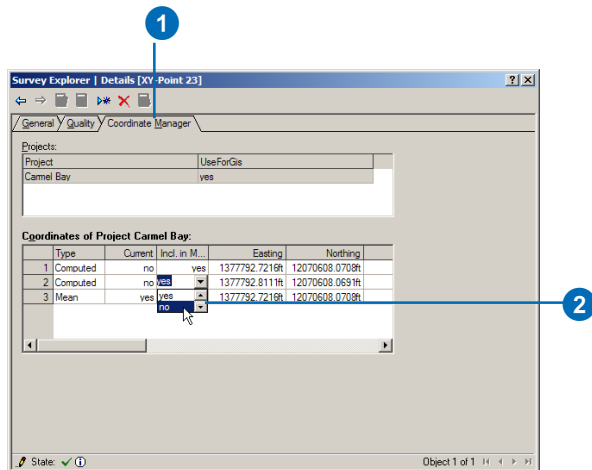 1
Survey Explorer | Details [XY-Point 23]
General Quality Coordinate Manager
Projects:
Project UseForGis
Carmel Bay yes
Coordinates of Project Carmel Bay:
Type Current Incl. in M... Easting Northing
1 Computed no yes 1377792.7216ft 12070608.0708ft
2 Computed no yes 1377792.8111ft 12070608.0691ft
3 Mean yes yes 1377792.7216ft 12070608.0708ft
no
2
State: Object 1 of 1